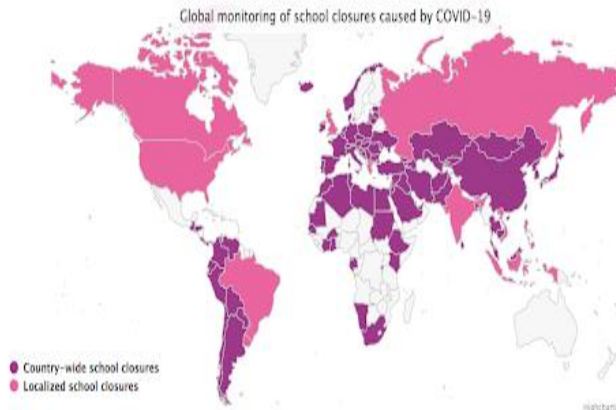 Global monitoring of school closures caused by COVID-19
Country-wide school closures
Localized school closures